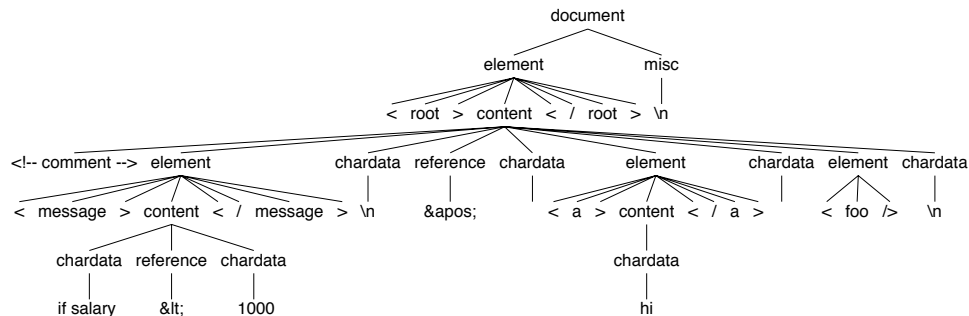 document
element misc
< root > content < / root > \n
<!-- comment --> element chardata reference chardata element chardata element chardata
< message > content < / message > \n &apos; < a > content < / a > < foo /> \n
chardata reference chardata chardata
if salary &lt; 1000 hi